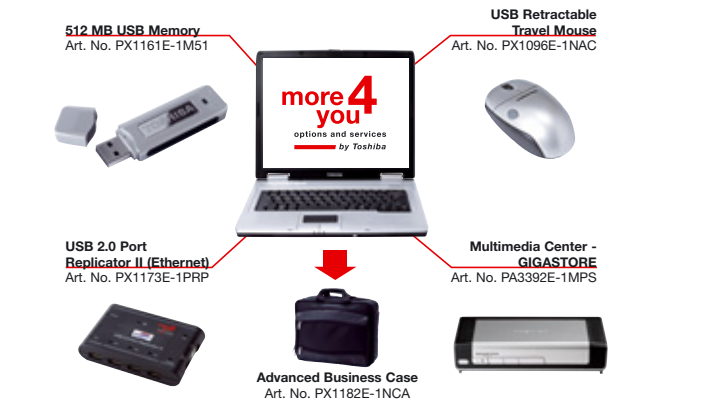 512 MB USB Memory
Art. No. PX1161E-1M51
USB Retractable
Travel Mouse
Art. No. PX1096E-1NAC
more 4
you
options and services
by Toshiba
USB 2.0 Port
Replicator II (Ethernet)
Art. No. PX1173E-1PRP
Multimedia Center -
GIGASTORE
Art. No. PA3392E-1MPS
Advanced Business Case
Art. No. PX1182E-1NCA